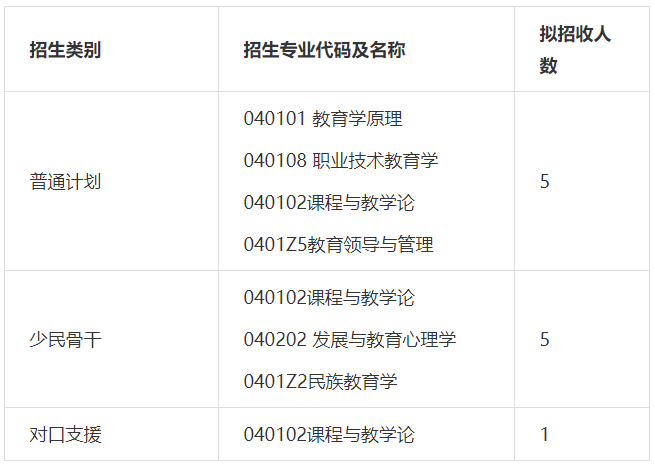 招生类别
招生专业代码及名称
拟招收人
数
普通计划
040101 教育学原理
040108 职业技术教育学
040102课程与教学论
0401Z5教育领导与管理
5
少民骨干
040102课程与教学论
040202 发展与教育心理学
0401Z2民族教育学
5
对口支援
040102课程与教学论
1